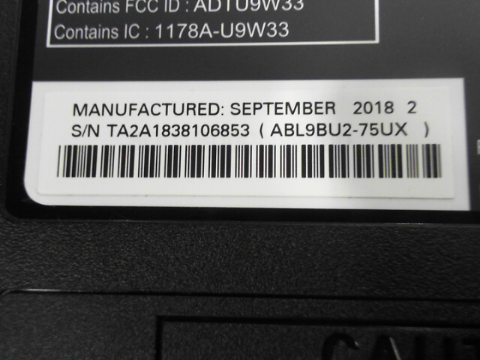 Contains FCC ID : ADTU9W33
Contains IC : 1178A-U9W33
MANUFACTURED: SEPTEMBER 2018 2
S/N TA2A1838106853 ( ABL9BU2-75UX )